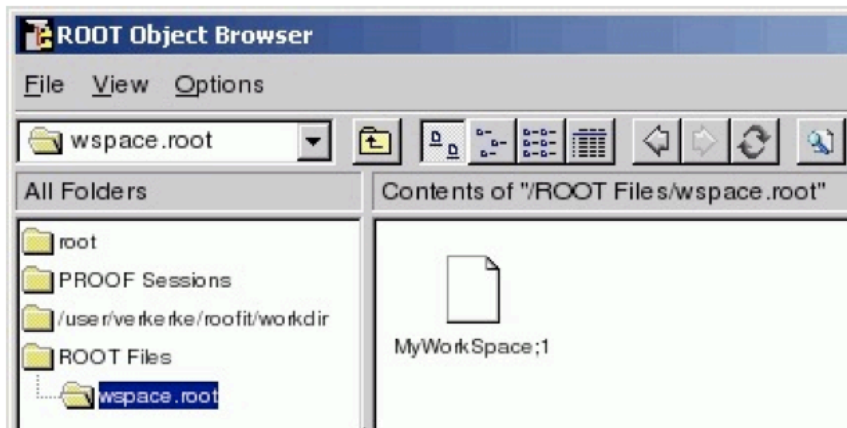 ROOT Object Browser
File View Options
wspace.root
All Folders
Contents of "/ROOT Files/wspace.root"
root
PROOF Sessions
/user/verkerke/roofit/workdir
ROOT Files
wspace.root
MyWorkSpace;1